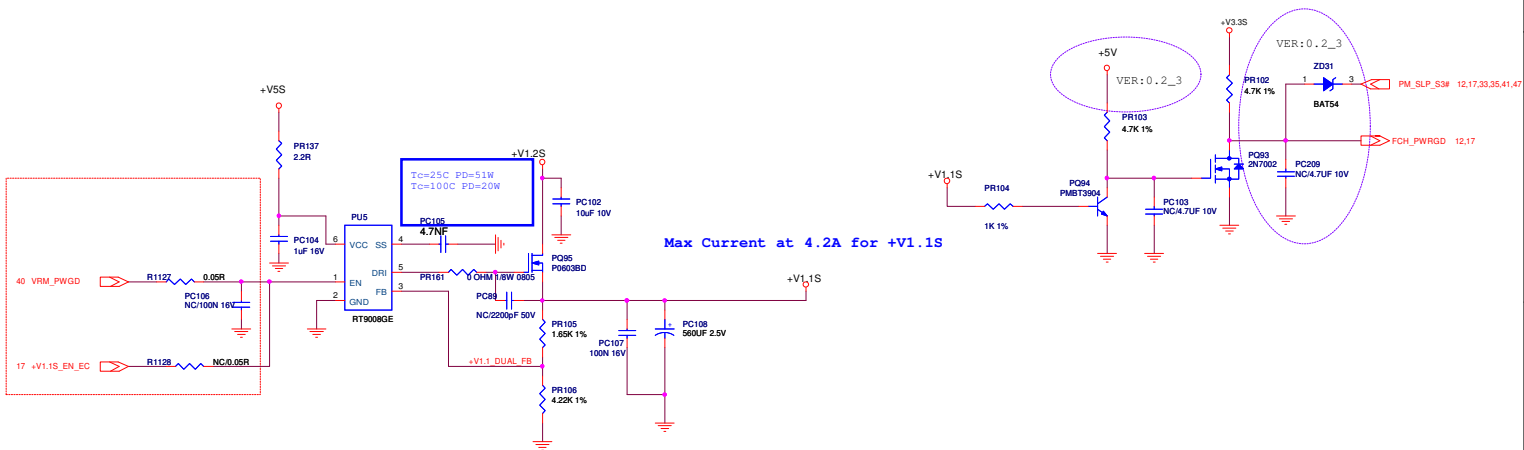 +V5S
PR137
2.2R
PC104
1uF 16V
40 VRM_PWGD
R1127
0.05R
PC106
NC/100N 16V
17 +V1.1S_EN_EC
R1128
NC/0.05R
PU5
6
VCC
SS
4
DRI
5
1
EN
FB
3
2
GND
RT9008GE
Tc=25C PD=51W
Tc=100C PD=20W
PC105
4.7NF
+V1.2S
PC102
10uF 10V
PR161
0 OHM 1/8W 0805
PQ95
P0603BD
PC89
NC/2200pF 50V
PR105
1.65K 1%
+V1.1_DUAL_FB
PR106
4.22K 1%
PC107
100N 16V
+
PC108
560UF 2.5V
+V1.1S
Max Current at 4.2A for +V1.1S
+V1.1S
PR104
1K 1%
+5V
VER:0.2_3
PR103
4.7K 1%
PQ94
PMBT3904
PC103
NC/4.7UF 10V
+V3.3S
PR102
4.7K 1%
PQ93
2N7002
VER:0.2_3
ZD31
1
3
BAT54
PC209
NC/4.7UF 10V
PM_SLP_S3# 12,17,33,35,41,47
FCH_PWRGD 12,17